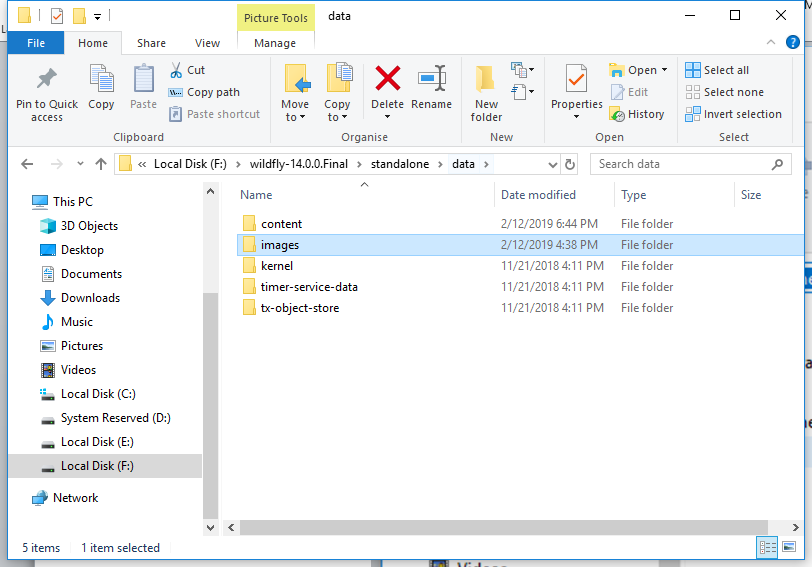 Picture Tools data
File Home Share View Manage
Pin to Quick access
Copy
Paste
Cut
Copy path
Paste shortcut
Clipboard
Move to
Copy to
Delete
Rename
Organise
New folder
New
Properties
Open
Edit
History
Open
Select all
Select none
Invert selection
Select
« Local Disk (F:) > wildfly-14.0.0.Final > standalone > data >
Search data
This PC
3D Objects
Desktop
Documents
Downloads
Music
Pictures
Videos
Local Disk (C:)
System Reserved (D:)
Local Disk (E:)
Local Disk (F:)
Network
Name Date modified Type Size
content 2/12/2019 6:44 PM File folder
images 2/12/2019 4:38 PM File folder
kernel 11/21/2018 4:11 PM File folder
timer-service-data 11/21/2018 4:11 PM File folder
tx-object-store 11/21/2018 4:11 PM File folder
5 items 1 item selected